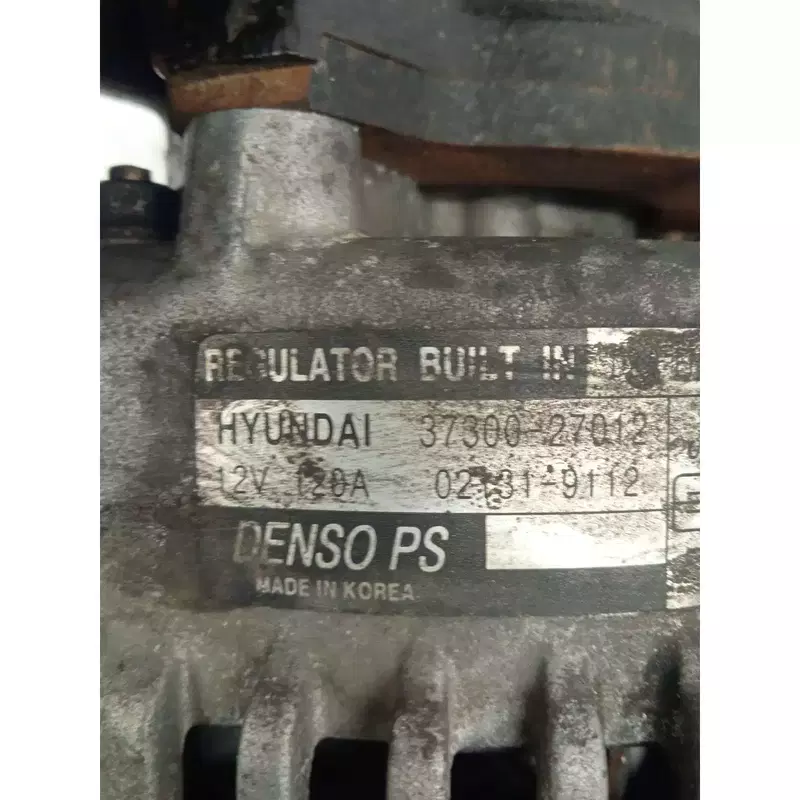 REGULATOR BUILT IN
HYUNDAI 37300-27012
12V 120A 02131-9112
DENSO PS
MADE IN KOREA